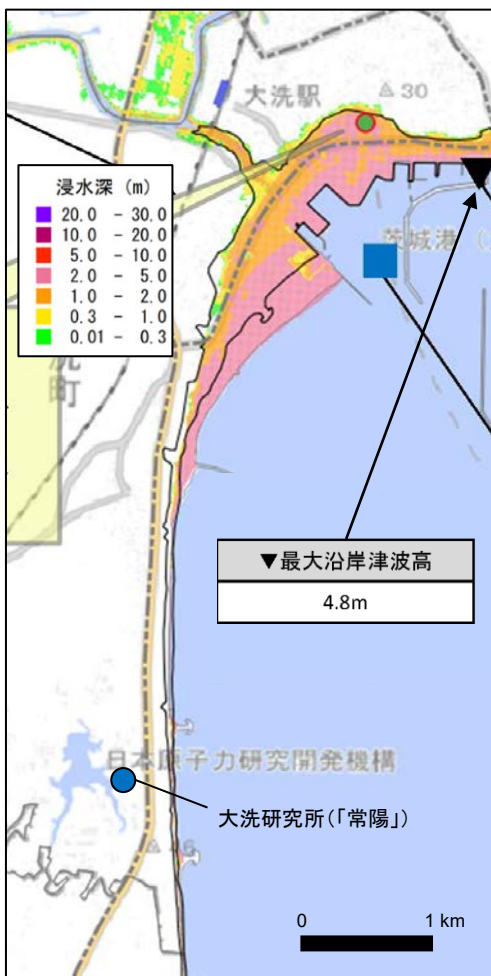 大洗駅
30
浸水深 (m)
20.0 - 30.0
10.0 - 20.0
5.0 - 10.0
2.0 - 5.0
1.0 - 2.0
0.3 - 1.0
0.01 - 0.3
茨城港
洗町
▼最大沿岸津波高
4.8m
日本原子力研究開発機構
大洗研究所(「常陽」)
46
0 1 km